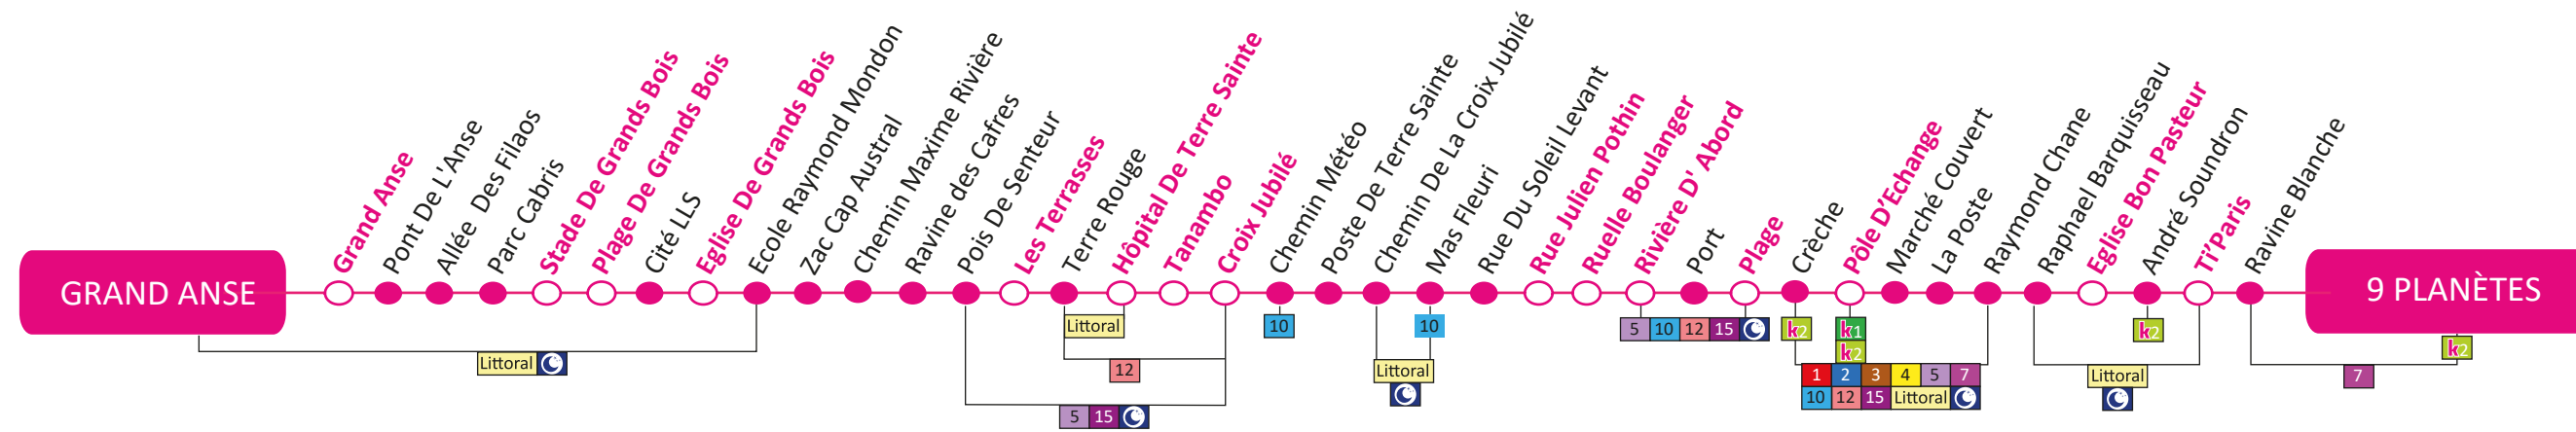 GRAND ANSE
Grand Anse
Pont De L'Anse
Allée Des Filaos
Parc Cabris
Stade De Grands Bois
Plage De Grands Bois
Cité LLS
Eglise De Grands Bois
Ecole Raymond Mondon
Zac Cap Austral
Chemin Maxime Rivière
Ravine des Cafres
Pois De Senteur
Les Terrasses
Terre Rouge
Hôpital De Terre Sainte
Tanambo
Croix Jubilé
Chemin Météo
Poste De Terre Sainte
Chemin De La Croix Jubilé
Mas Fleuri
Rue Du Soleil Levant
Rue Julien Pothin
Ruelle Boulanger
Rivière D' Abord
Port
Plage
Crèche
Pôle D'Echange
Marché Couvert
La Poste
Raymond Chane
Raphael Barquisseau
Eglise Bon Pasteur
André Soundron
Ti'Paris
Ravine Blanche
9 PLANÈTES
Littoral
Littoral
12
5 15
10
10
Littoral
5 10 12 15
k2
k1
k2
1 2 3 4 5 7
10 12 15 Littoral
k2
Littoral
k2
7